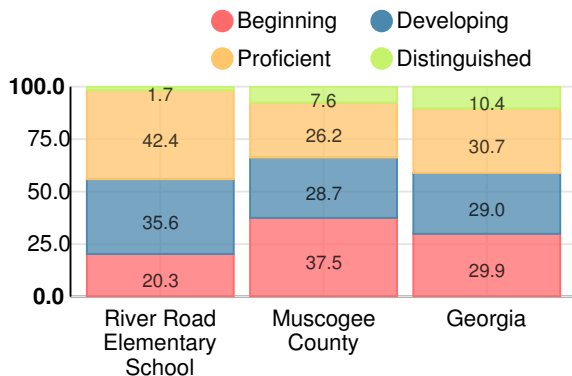 Beginning
Developing
Proficient
Distinguished
100.0
75.0
50.0
25.0
0.0
1.7
42.4
35.6
20.3
7.6
26.2
28.7
37.5
10.4
30.7
29.0
29.9
River Road
Elementary
School
Muscogee
County
Georgia